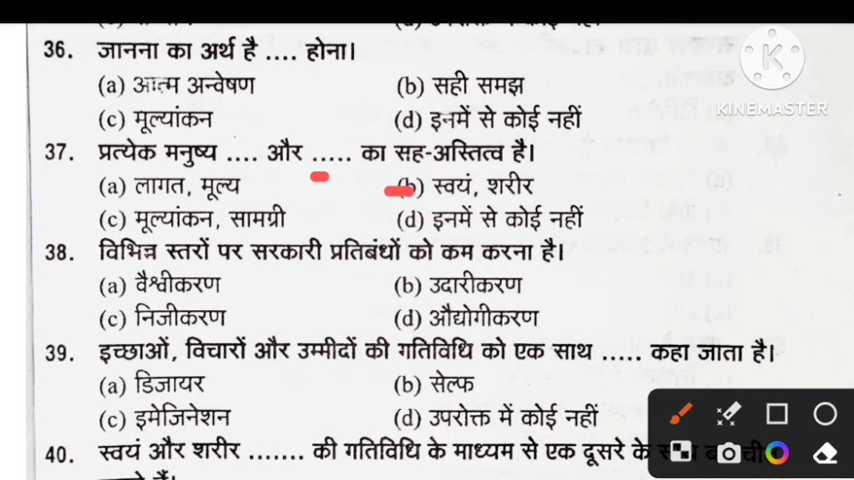 (d) उपरोक्त में कोई नहीं
36. जानना का अर्थ है .... होना।
(a) आत्म अन्वेषण (b) सही समझ
(c) मूल्यांकन (d) इनमें से कोई नहीं
KINEMASTER
37. प्रत्येक मनुष्य .... और ..... का सह-अस्तित्व है।
(a) लागत, मूल्य (b) स्वयं, शरीर
(c) मूल्यांकन, सामग्री (d) इनमें से कोई नहीं
38. विभिन्न स्तरों पर सरकारी प्रतिबंधों को कम करना है।
(a) वैश्वीकरण (b) उदारीकरण
(c) निजीकरण (d) औद्योगीकरण
39. इच्छाओं, विचारों और उम्मीदों की गतिविधि को एक साथ ..... कहा जाता है।
(a) डिजायर (b) सेल्फ
(c) इमेजिनेशन (d) उपरोक्त में कोई नहीं
40. स्वयं और शरीर ....... की गतिविधि के माध्यम से एक दूसरे के